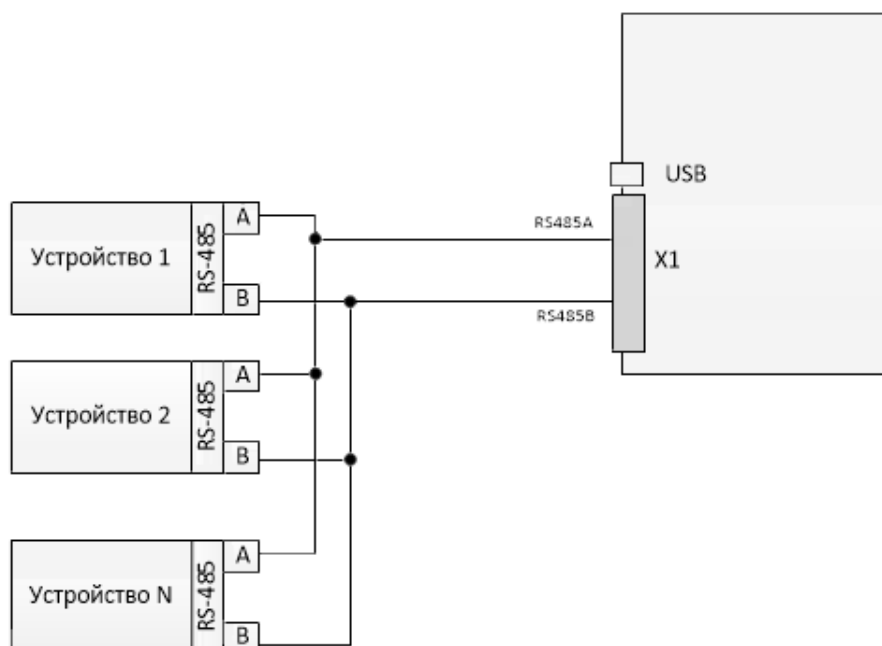 USB
RS485A
X1
RS485B
Устройство 1
RS-485
A
B
Устройство 2
RS-485
A
B
Устройство N
RS-485
A
B